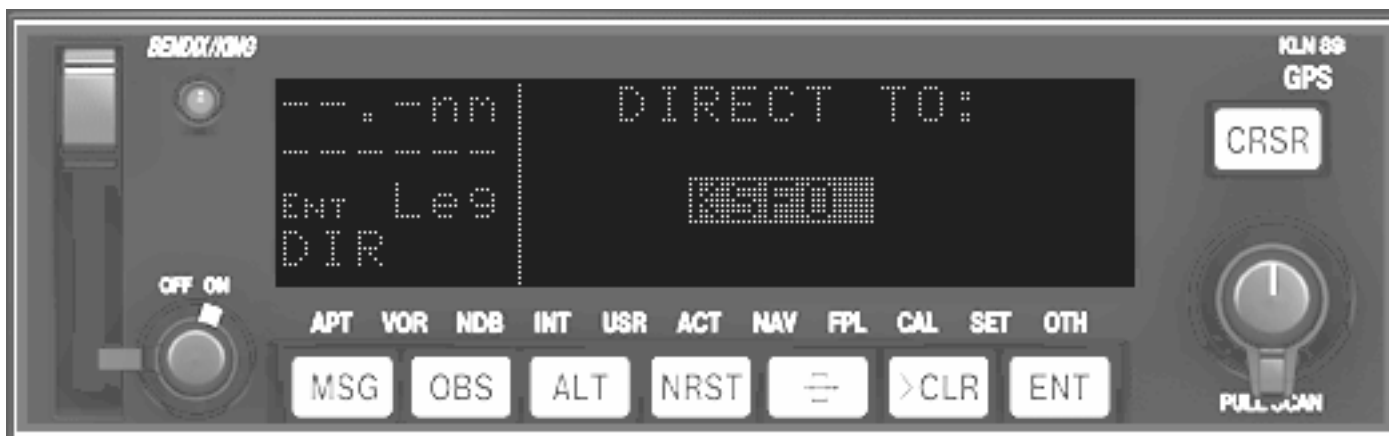 BENDIX/KING
KLN 89
GPS
--.-nm
DIRECT TO:
------
CRSR
ENT Leg
KSFO
DIR
OFF ON
APT VOR NDB INT USR ACT NAV FPL CAL SET OTH
MSG OBS ALT NRST >CLR ENT
PULL SCAN